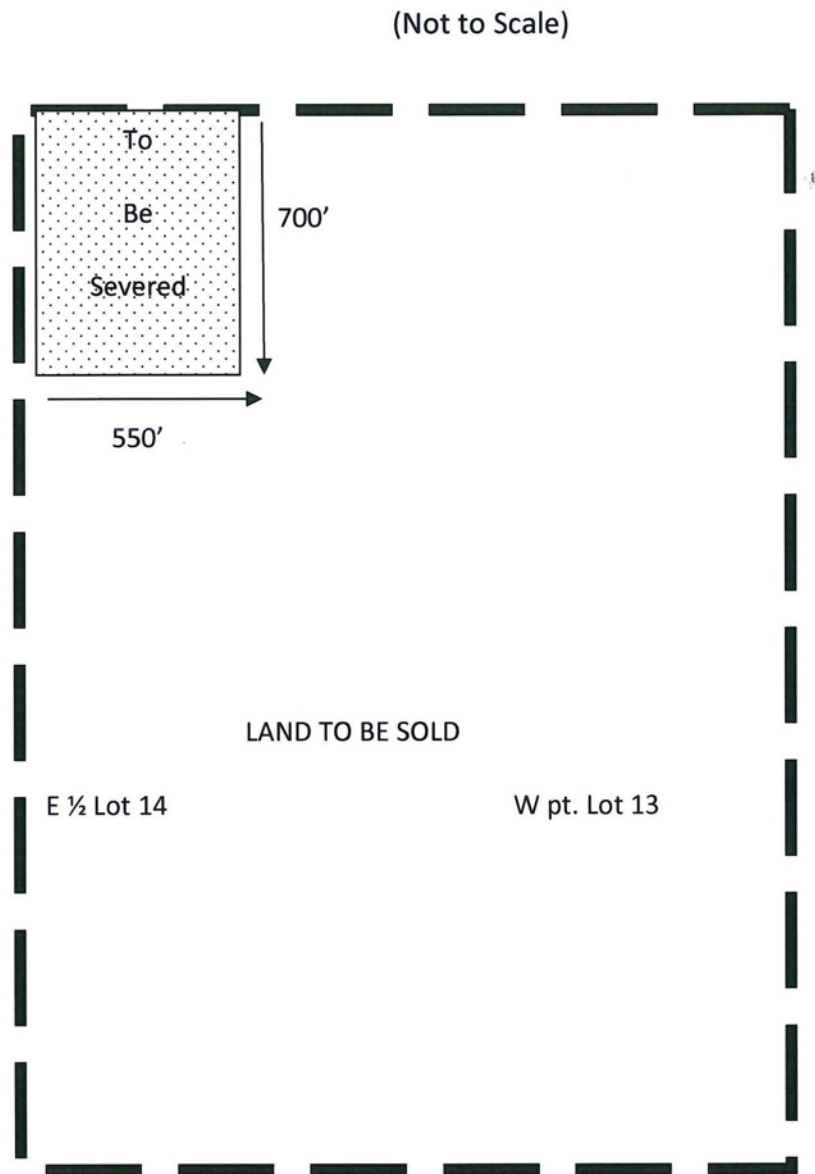 (Not to Scale)
To
Be
Severed
700’
550’
LAND TO BE SOLD
E ½ Lot 14
W pt. Lot 13